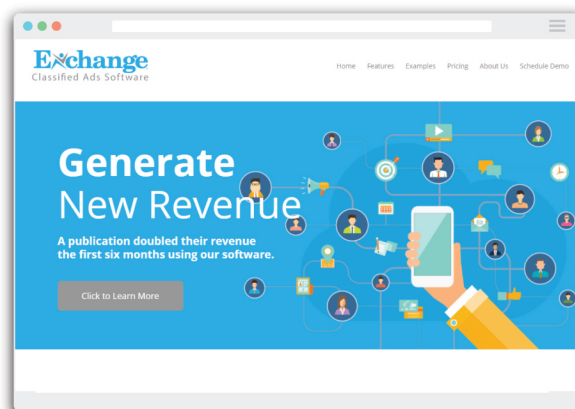 Exchange
Classified Ads Software
Home Features Examples Pricing About Us Schedule Demo
Generate
New Revenue
A publication doubled their revenue
the first six months using our software.
Click to Learn More